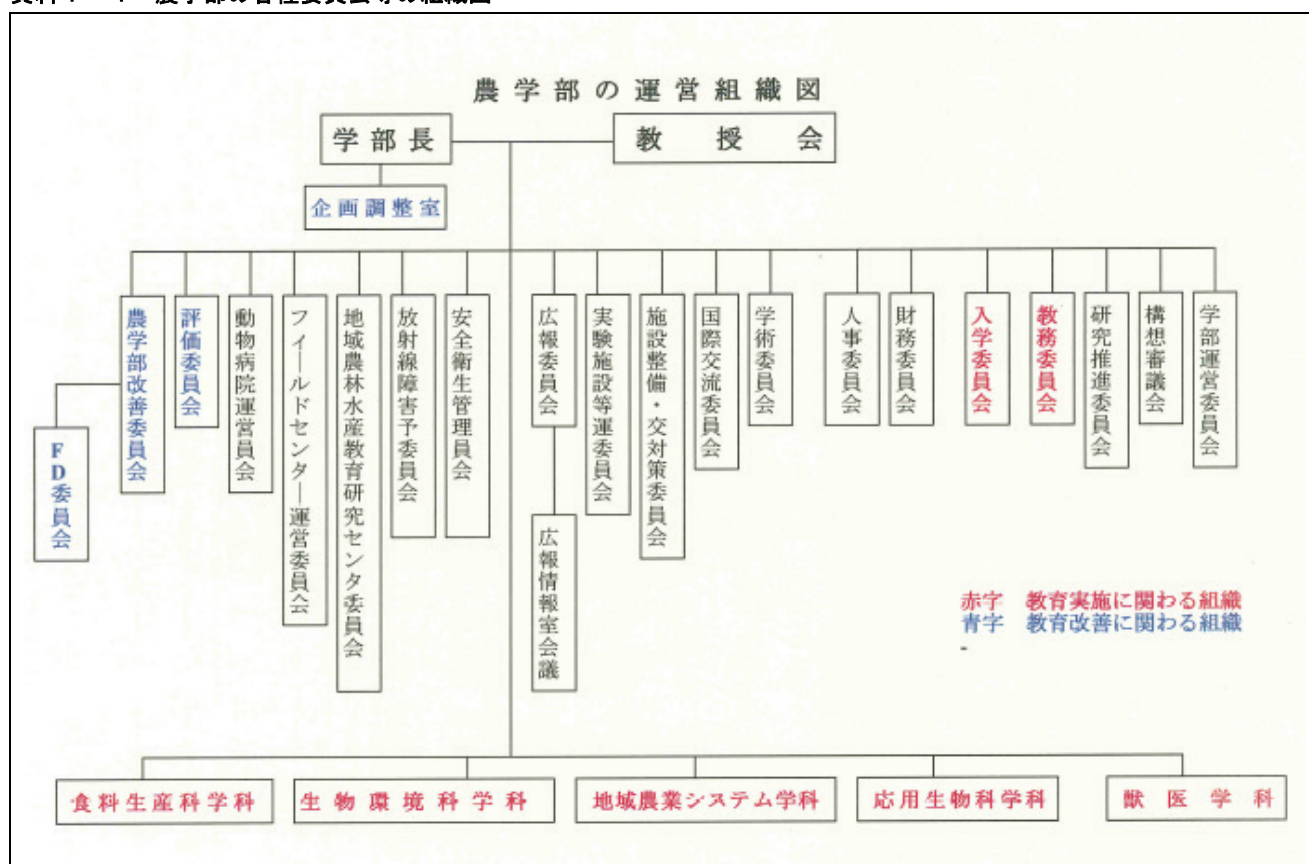 農学部の運営組織図
学部長
教授会
企画調整室
農学部改善委員会
評価委員会
動物病院運営員会
フィールドセンター運営委員会
地域農林水産教育研究センタ委員会
放射線障害予委員会
安全衛生管理員会
広報委員会
実験施設等運委員会
施設整備・交対策委員会
国際交流委員会
学術委員会
人事委員会
財務委員会
入学委員会
教務委員会
研究推進委員会
構想審議会
学部運営委員会
FD委員会
広報情報室会議
赤字 教育実施に関わる組織
青字 教育改善に関わる組織
-
食料生産科学科
生物環境科学科
地域農業システム学科
応用生物科学科
獣医学科